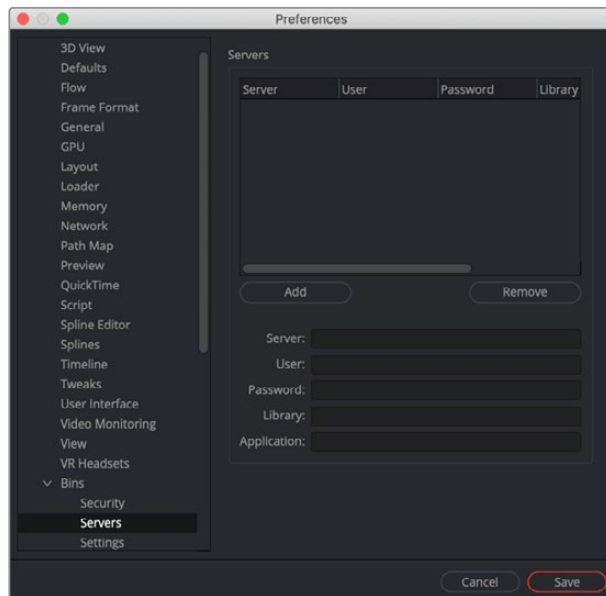 Preferences
3D View
Defaults
Flow
Frame Format
General
GPU
Layout
Loader
Memory
Network
Path Map
Preview
QuickTime
Script
Spline Editor
Splines
Timeline
Tweaks
User Interface
Video Monitoring
View
VR Headsets
Bins
Security
Servers
Settings
Servers
Server User Password Library
Add Remove
Server:
User:
Password:
Library:
Application:
Cancel Save